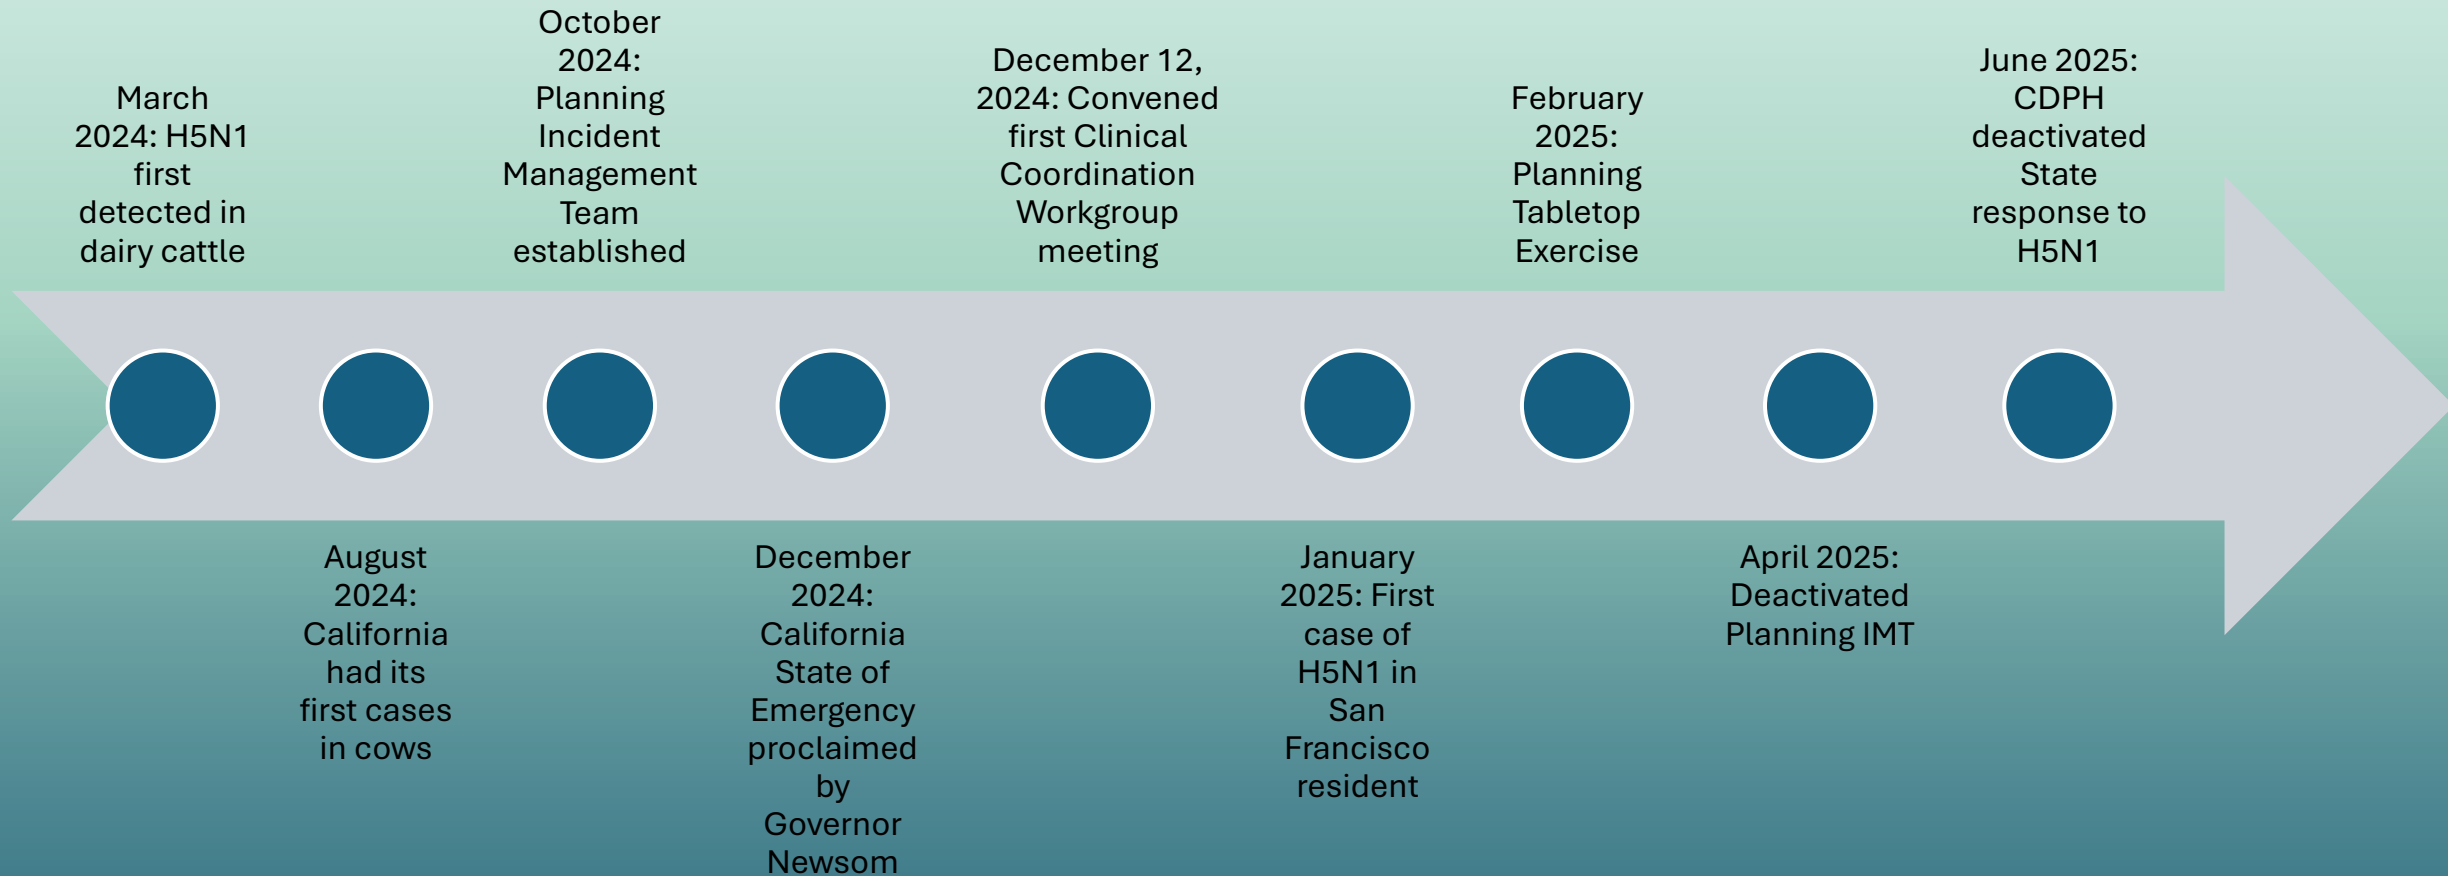 March
2024: H5N1
first
detected in
dairy cattle
August
2024:
California
had its
first cases
in cows
October
2024:
Planning
Incident
Management
Team
established
December
2024:
California
State of
Emergency
proclaimed
by
Governor
Newsom
December 12,
2024: Convened
first Clinical
Coordination
Workgroup
meeting
January
2025: First
case of
H5N1 in
San
Francisco
resident
February
2025:
Planning
Tabletop
Exercise
April 2025:
Deactivated
Planning IMT
June 2025:
CDPH
deactivated
State
response to
H5N1